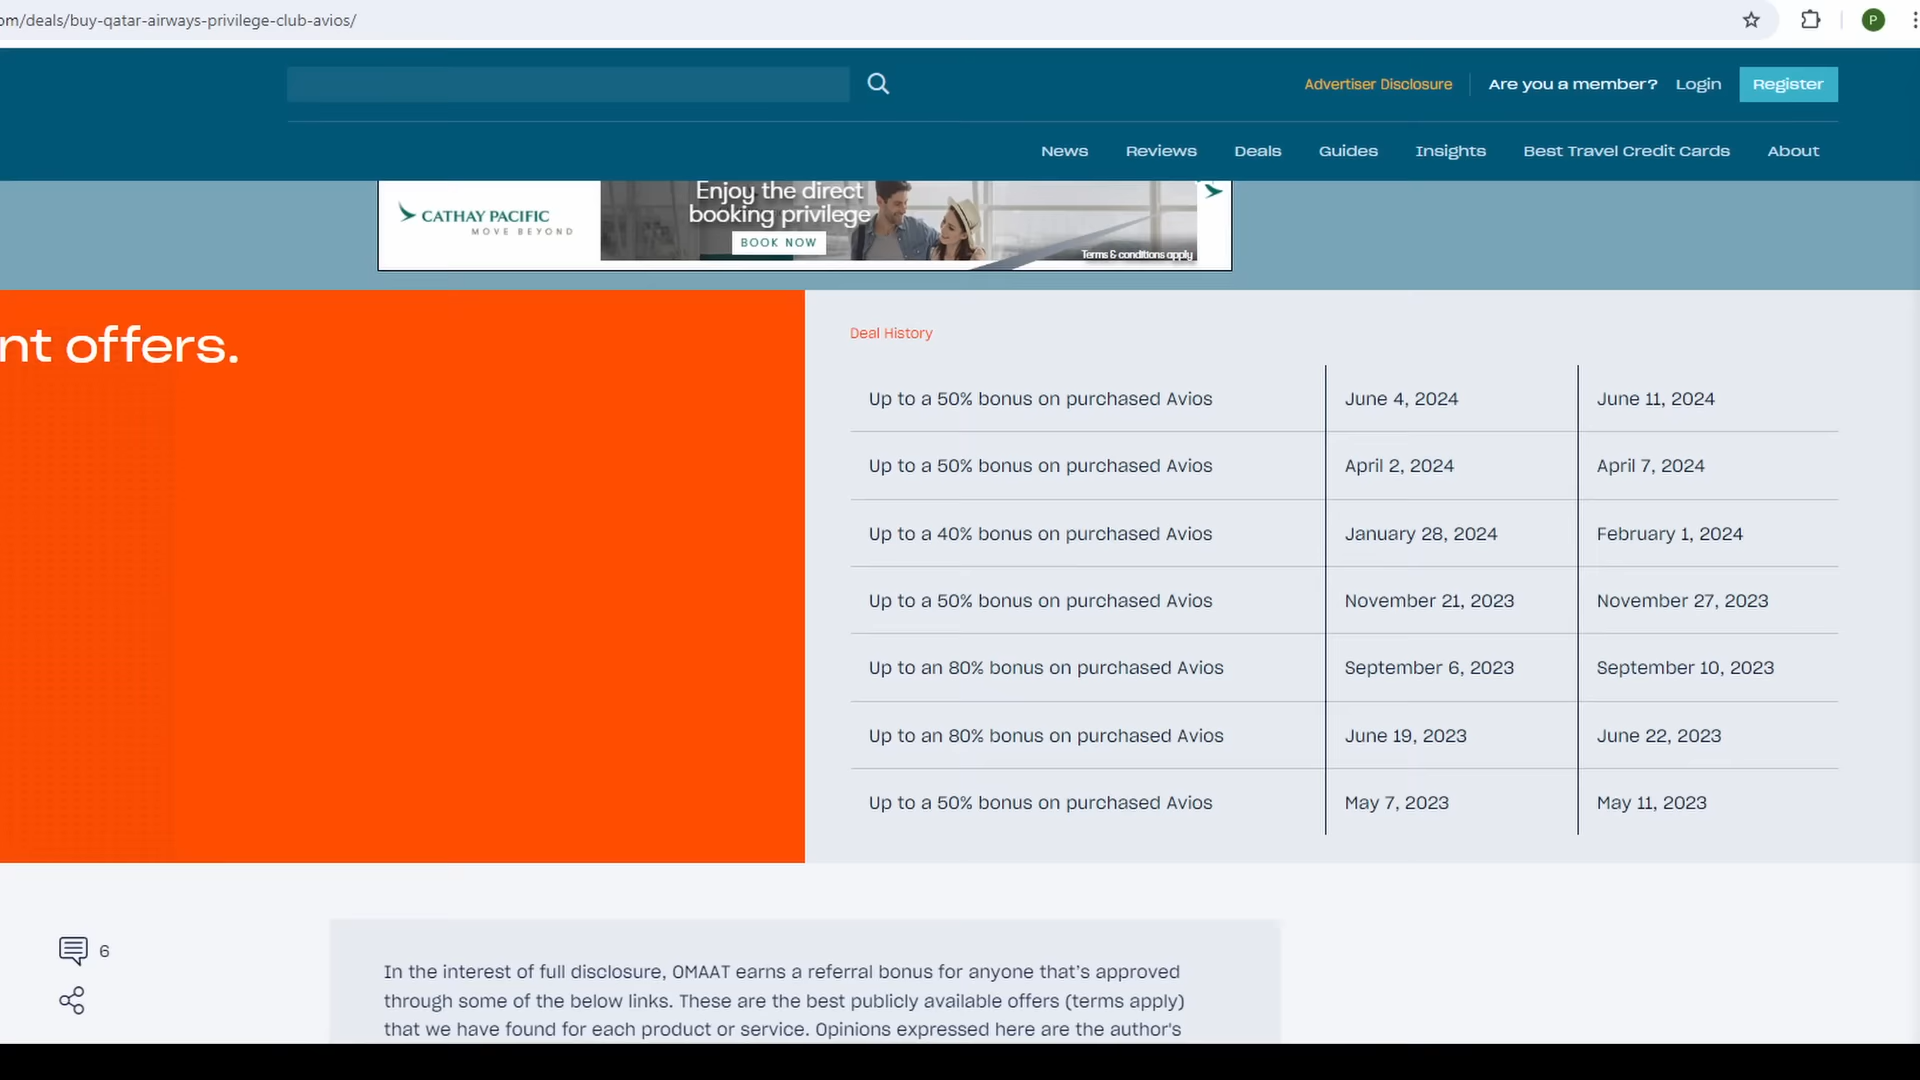 om/deals/buy-qatar-airways-privilege-club-avios/
P
Advertiser Disclosure
Are you a member?
Login
Register
News
Reviews
Deals
Guides
Insights
Best Travel Credit Cards
About
CATHAY PACIFIC
MOVE BEYOND
Enjoy the direct
booking privilege
BOOK NOW
Terms & conditions apply
nt offers.
Deal History
Up to a 50% bonus on purchased Avios June 4, 2024 June 11, 2024
Up to a 50% bonus on purchased Avios April 2, 2024 April 7, 2024
Up to a 40% bonus on purchased Avios January 28, 2024 February 1, 2024
Up to a 50% bonus on purchased Avios November 21, 2023 November 27, 2023
Up to an 80% bonus on purchased Avios September 6, 2023 September 10, 2023
Up to an 80% bonus on purchased Avios June 19, 2023 June 22, 2023
Up to a 50% bonus on purchased Avios May 7, 2023 May 11, 2023
6
In the interest of full disclosure, OMAAT earns a referral bonus for anyone that's approved
through some of the below links. These are the best publicly available offers (terms apply)
that we have found for each product or service. Opinions expressed here are the author's